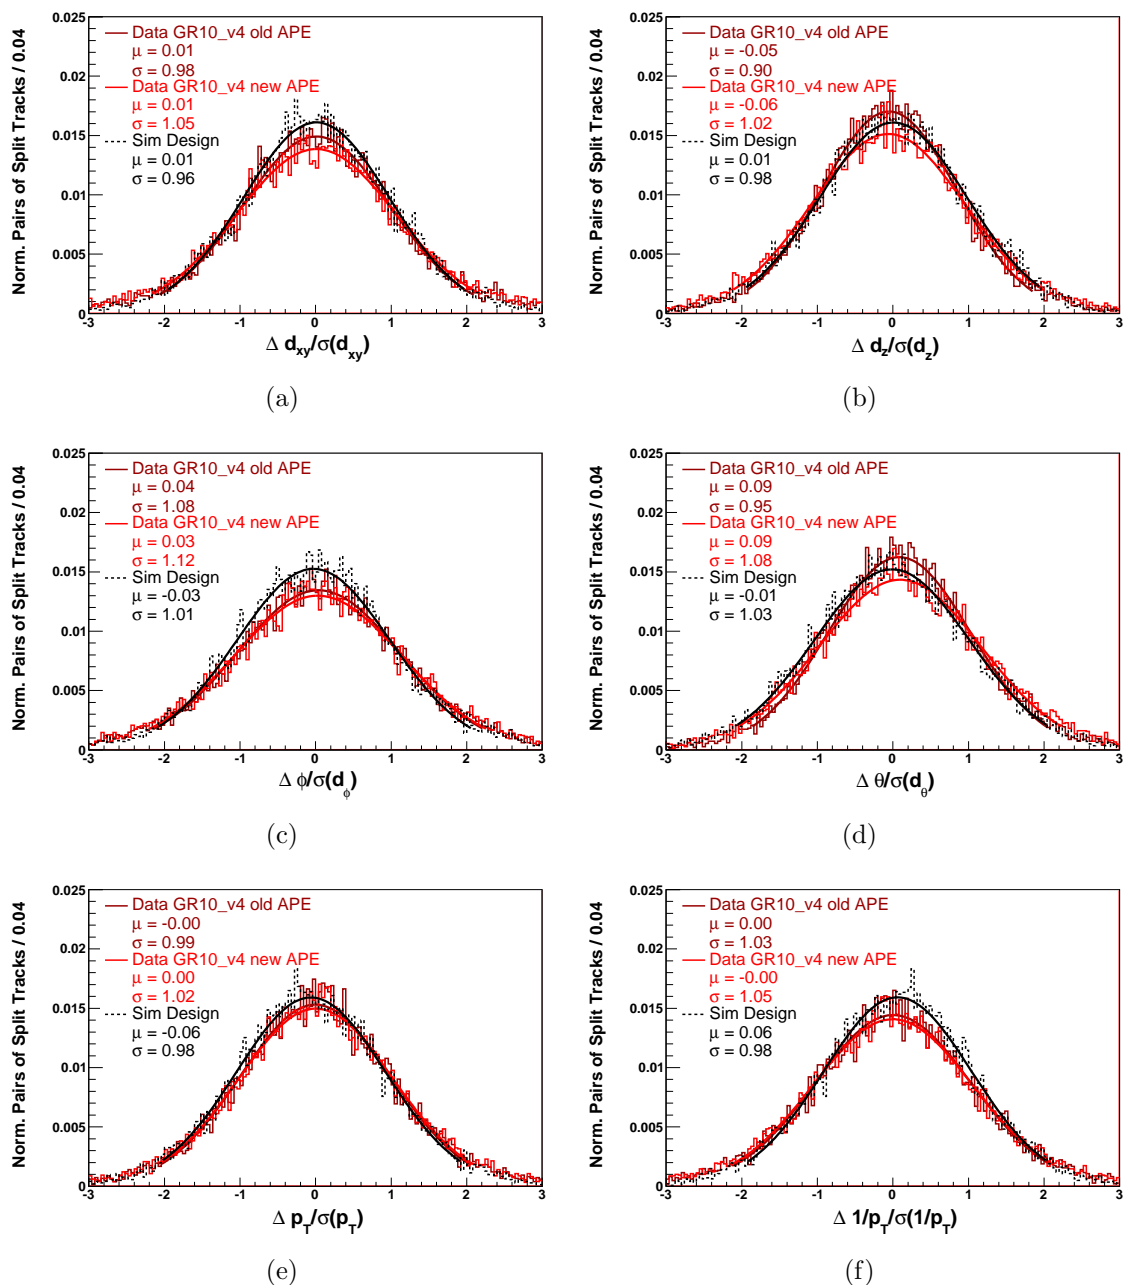 0.025
0.02
0.015
0.01
0.005
0
-3 -2 -1 0 1 2 3
Norm. Pairs of Split Tracks / 0.04
Data GR10_v4 old APE
μ = 0.01
σ = 0.98
Data GR10_v4 new APE
μ = 0.01
σ = 1.05
Sim Design
μ = 0.01
σ = 0.96
Δ d_xy/σ(d_xy)
(a)
0.025
0.02
0.015
0.01
0.005
0
-3 -2 -1 0 1 2 3
Norm. Pairs of Split Tracks / 0.04
Data GR10_v4 old APE
μ = -0.05
σ = 0.90
Data GR10_v4 new APE
μ = -0.06
σ = 1.02
Sim Design
μ = 0.01
σ = 0.98
Δ d_z/σ(d_z)
(b)
0.025
0.02
0.015
0.01
0.005
0
-3 -2 -1 0 1 2 3
Norm. Pairs of Split Tracks / 0.04
Data GR10_v4 old APE
μ = 0.04
σ = 1.08
Data GR10_v4 new APE
μ = 0.03
σ = 1.12
Sim Design
μ = -0.03
σ = 1.01
Δ ϕ/σ(d_ϕ)
(c)
0.025
0.02
0.015
0.01
0.005
0
-3 -2 -1 0 1 2 3
Norm. Pairs of Split Tracks / 0.04
Data GR10_v4 old APE
μ = 0.09
σ = 0.95
Data GR10_v4 new APE
μ = 0.09
σ = 1.08
Sim Design
μ = -0.01
σ = 1.03
Δ θ/σ(d_θ)
(d)
0.025
0.02
0.015
0.01
0.005
0
-3 -2 -1 0 1 2 3
Norm. Pairs of Split Tracks / 0.04
Data GR10_v4 old APE
μ = -0.00
σ = 0.99
Data GR10_v4 new APE
μ = 0.00
σ = 1.02
Sim Design
μ = -0.06
σ = 0.98
Δ p_T/σ(p_T)
(e)
0.025
0.02
0.015
0.01
0.005
0
-3 -2 -1 0 1 2 3
Norm. Pairs of Split Tracks / 0.04
Data GR10_v4 old APE
μ = 0.00
σ = 1.03
Data GR10_v4 new APE
μ = -0.00
σ = 1.05
Sim Design
μ = 0.06
σ = 0.98
Δ 1/p_T/σ(1/p_T)
(f)